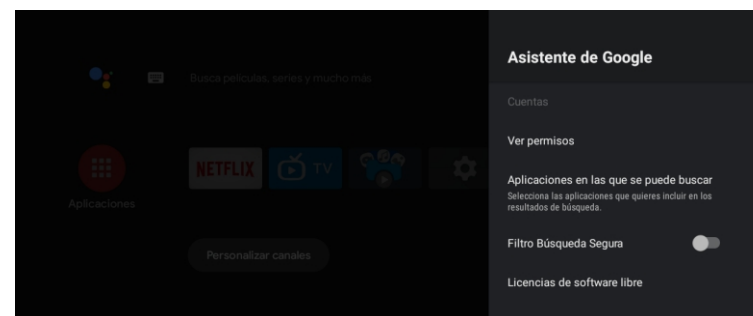 Asistente de Google
Cuentas
Ver permisos
Aplicaciones en las que se puede buscar
Selecciona las aplicaciones que quieres incluir en los
resultados de búsqueda.
Filtro Búsqueda Segura
Licencias de software libre
Busca películas, series y mucho más
NETFLIX
TV
Aplicaciones
Personalizar canales